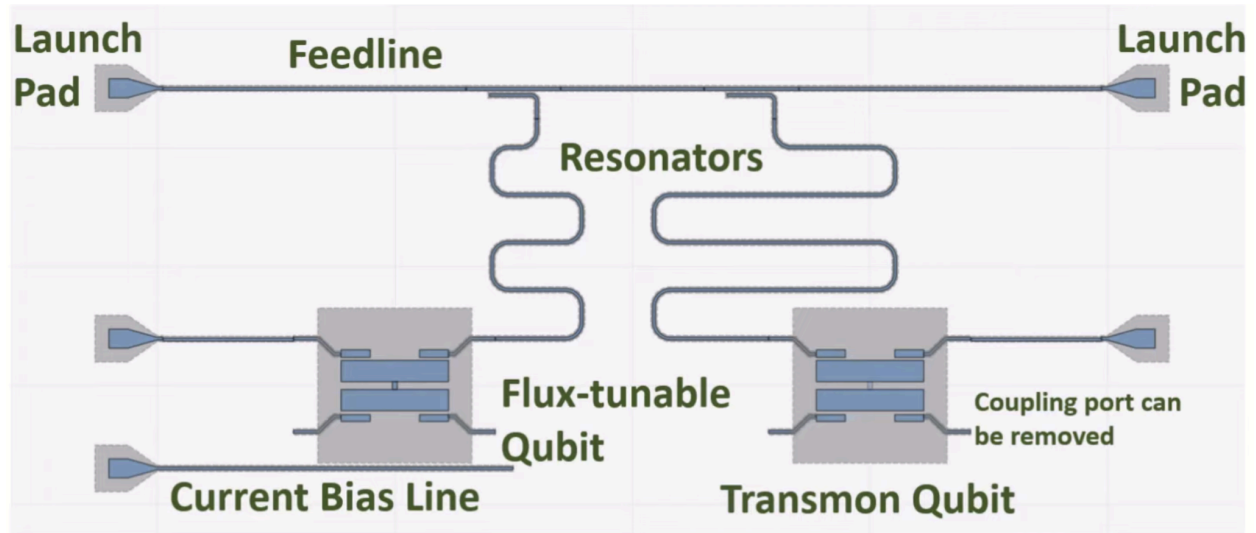 Launch
Pad
Feedline
Launch
Pad
Resonators
Flux-tunable
Qubit
Coupling port can
be removed
Current Bias Line
Transmon Qubit